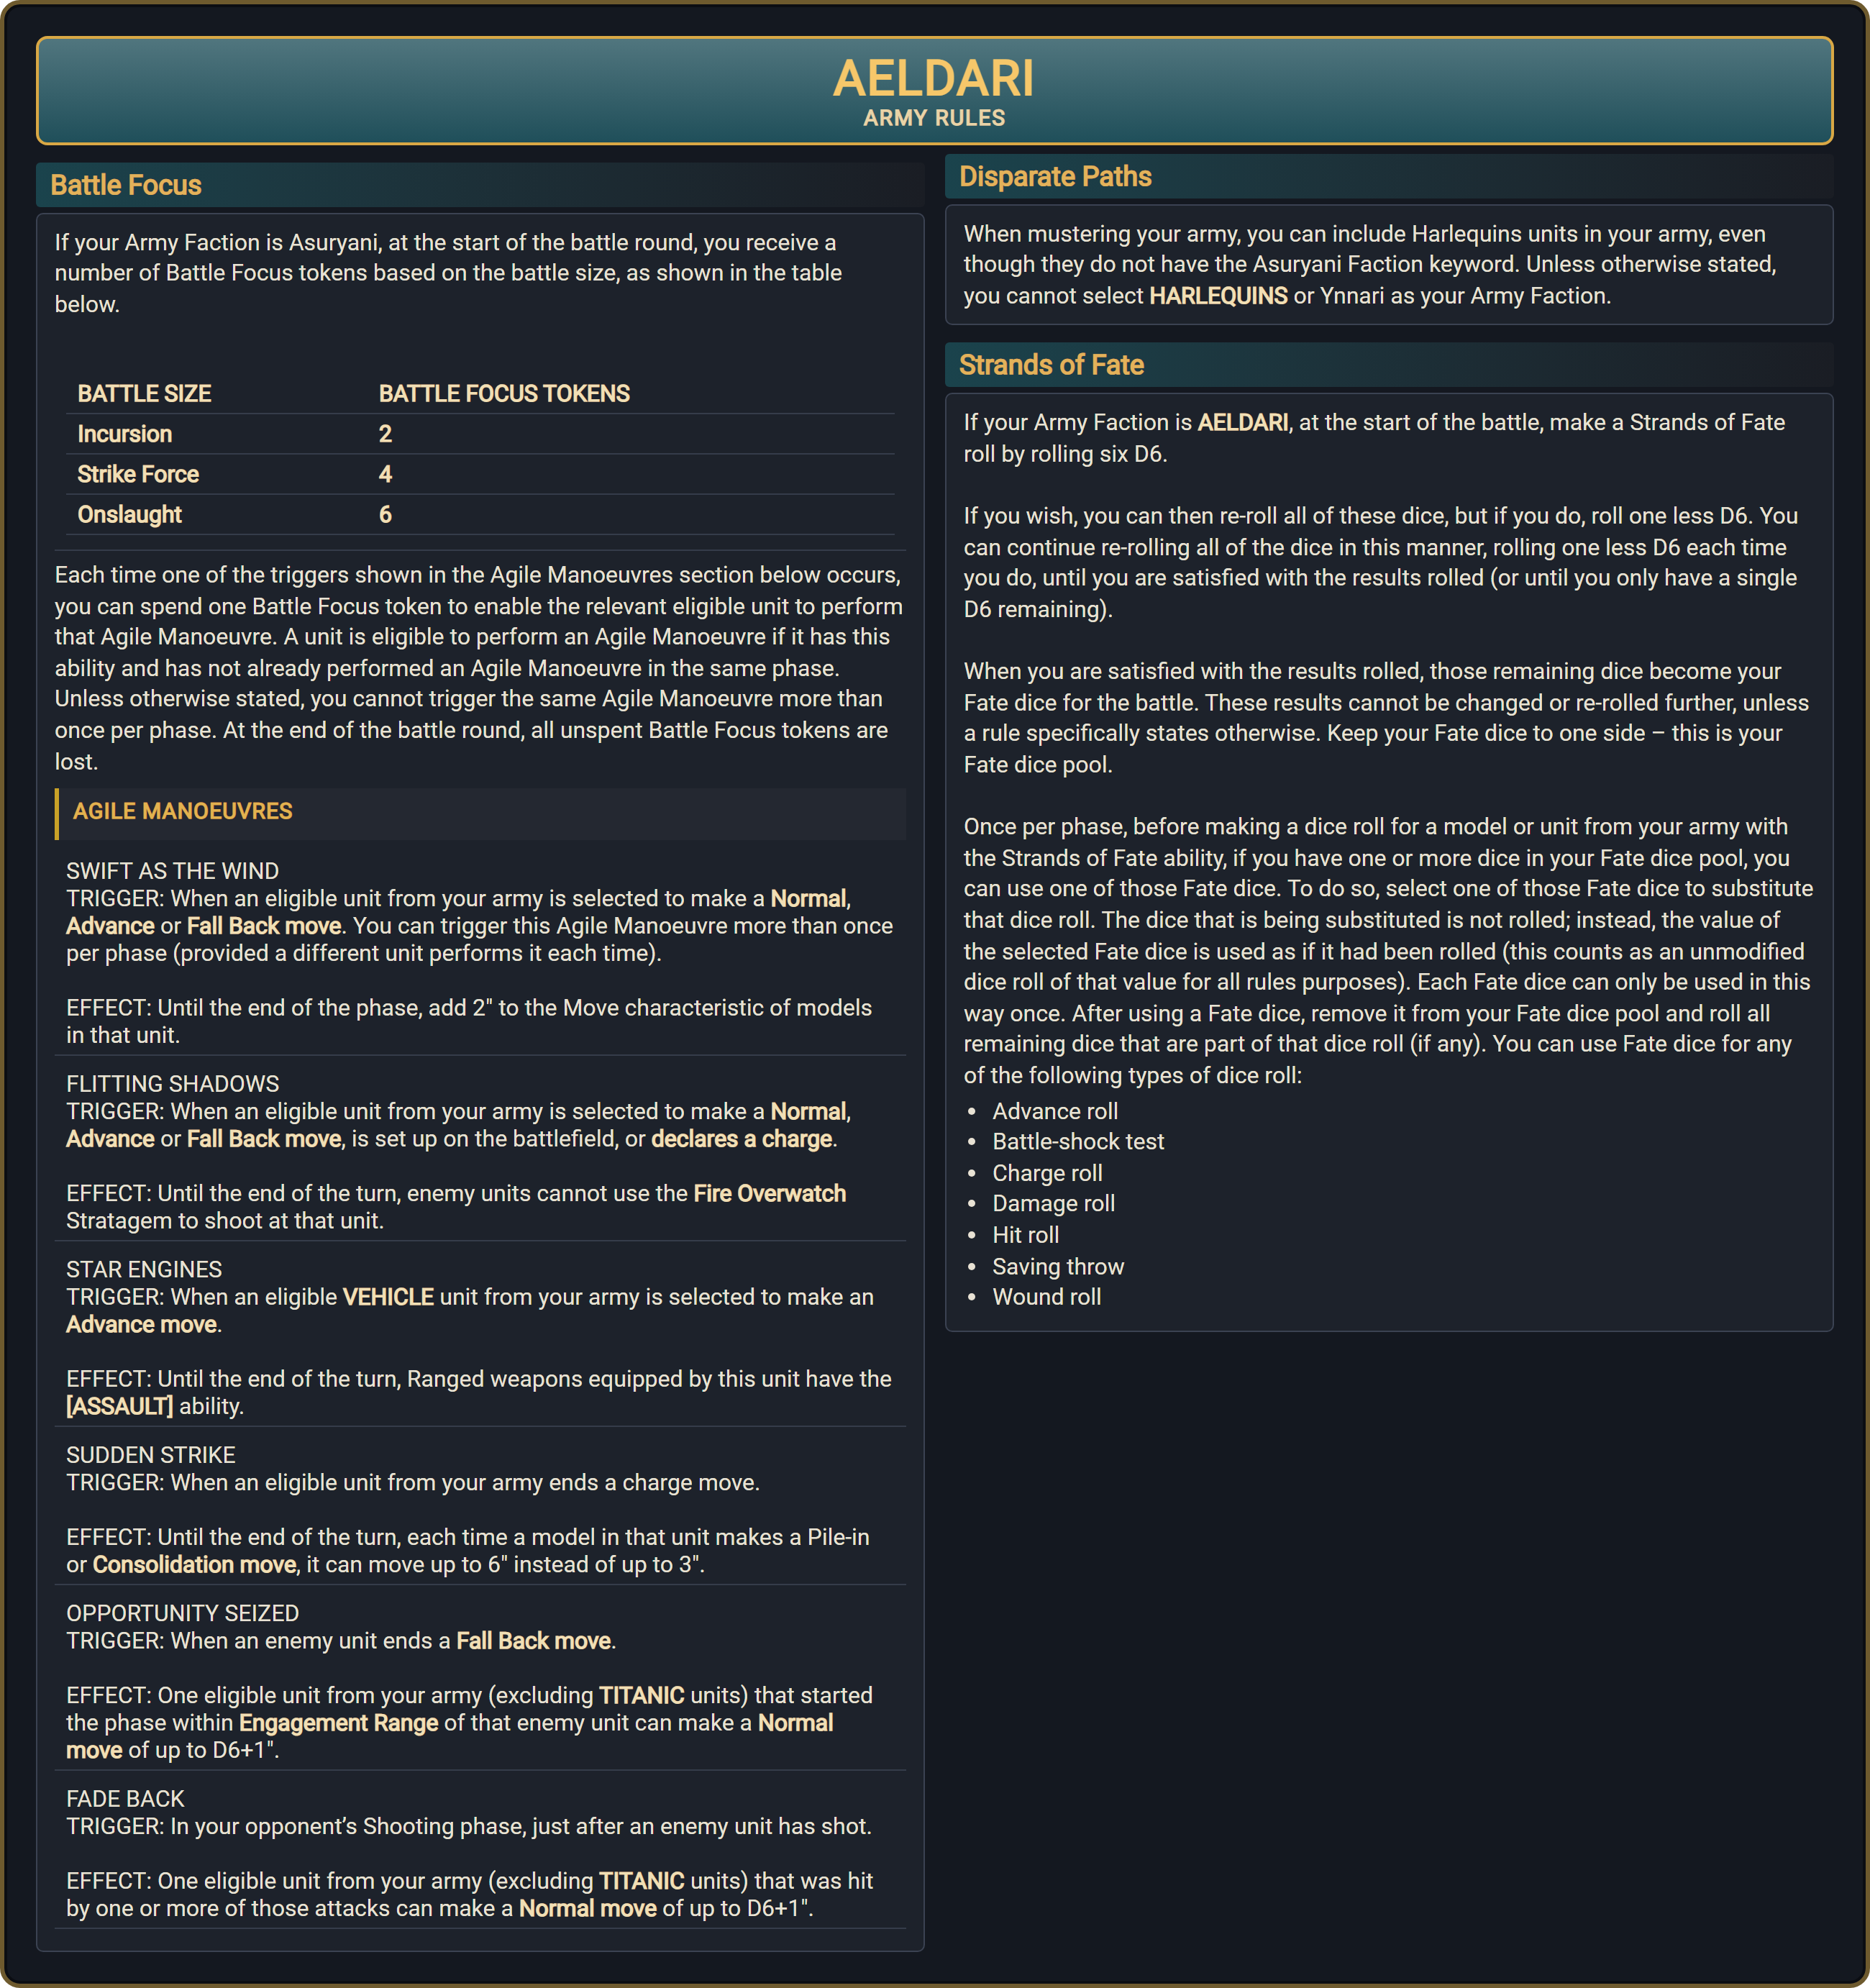 AELDARI
ARMY RULES
Battle Focus
If your Army Faction is Asuryani, at the start of the battle round, you receive a
number of Battle Focus tokens based on the battle size, as shown in the table
below.
BATTLE SIZE BATTLE FOCUS TOKENS
Incursion 2
Strike Force 4
Onslaught 6
Each time one of the triggers shown in the Agile Manoeuvres section below occurs,
you can spend one Battle Focus token to enable the relevant eligible unit to perform
that Agile Manoeuvre. A unit is eligible to perform an Agile Manoeuvre if it has this
ability and has not already performed an Agile Manoeuvre in the same phase.
Unless otherwise stated, you cannot trigger the same Agile Manoeuvre more than
once per phase. At the end of the battle round, all unspent Battle Focus tokens are
lost.
AGILE MANOEUVRES
SWIFT AS THE WIND
TRIGGER: When an eligible unit from your army is selected to make a Normal,
Advance or Fall Back move. You can trigger this Agile Manoeuvre more than once
per phase (provided a different unit performs it each time).
EFFECT: Until the end of the phase, add 2" to the Move characteristic of models
in that unit.
FLITTING SHADOWS
TRIGGER: When an eligible unit from your army is selected to make a Normal,
Advance or Fall Back move, is set up on the battlefield, or declares a charge.
EFFECT: Until the end of the turn, enemy units cannot use the Fire Overwatch
Stratagem to shoot at that unit.
STAR ENGINES
TRIGGER: When an eligible VEHICLE unit from your army is selected to make an
Advance move.
EFFECT: Until the end of the turn, Ranged weapons equipped by this unit have the
[ASSAULT] ability.
SUDDEN STRIKE
TRIGGER: When an eligible unit from your army ends a charge move.
EFFECT: Until the end of the turn, each time a model in that unit makes a Pile-in
or Consolidation move, it can move up to 6" instead of up to 3".
OPPORTUNITY SEIZED
TRIGGER: When an enemy unit ends a Fall Back move.
EFFECT: One eligible unit from your army (excluding TITANIC units) that started
the phase within Engagement Range of that enemy unit can make a Normal
move of up to D6+1".
FADE BACK
TRIGGER: In your opponent’s Shooting phase, just after an enemy unit has shot.
EFFECT: One eligible unit from your army (excluding TITANIC units) that was hit
by one or more of those attacks can make a Normal move of up to D6+1".
Disparate Paths
When mustering your army, you can include Harlequins units in your army, even
though they do not have the Asuryani Faction keyword. Unless otherwise stated,
you cannot select HARLEQUINS or Ynnari as your Army Faction.
Strands of Fate
If your Army Faction is AELDARI, at the start of the battle, make a Strands of Fate
roll by rolling six D6.
If you wish, you can then re-roll all of these dice, but if you do, roll one less D6. You
can continue re-rolling all of the dice in this manner, rolling one less D6 each time
you do, until you are satisfied with the results rolled (or until you only have a single
D6 remaining).
When you are satisfied with the results rolled, those remaining dice become your
Fate dice for the battle. These results cannot be changed or re-rolled further, unless
a rule specifically states otherwise. Keep your Fate dice to one side – this is your
Fate dice pool.
Once per phase, before making a dice roll for a model or unit from your army with
the Strands of Fate ability, if you have one or more dice in your Fate dice pool, you
can use one of those Fate dice. To do so, select one of those Fate dice to substitute
that dice roll. The dice that is being substituted is not rolled; instead, the value of
the selected Fate dice is used as if it had been rolled (this counts as an unmodified
dice roll of that value for all rules purposes). Each Fate dice can only be used in this
way once. After using a Fate dice, remove it from your Fate dice pool and roll all
remaining dice that are part of that dice roll (if any). You can use Fate dice for any
of the following types of dice roll:
• Advance roll
• Battle-shock test
• Charge roll
• Damage roll
• Hit roll
• Saving throw
• Wound roll